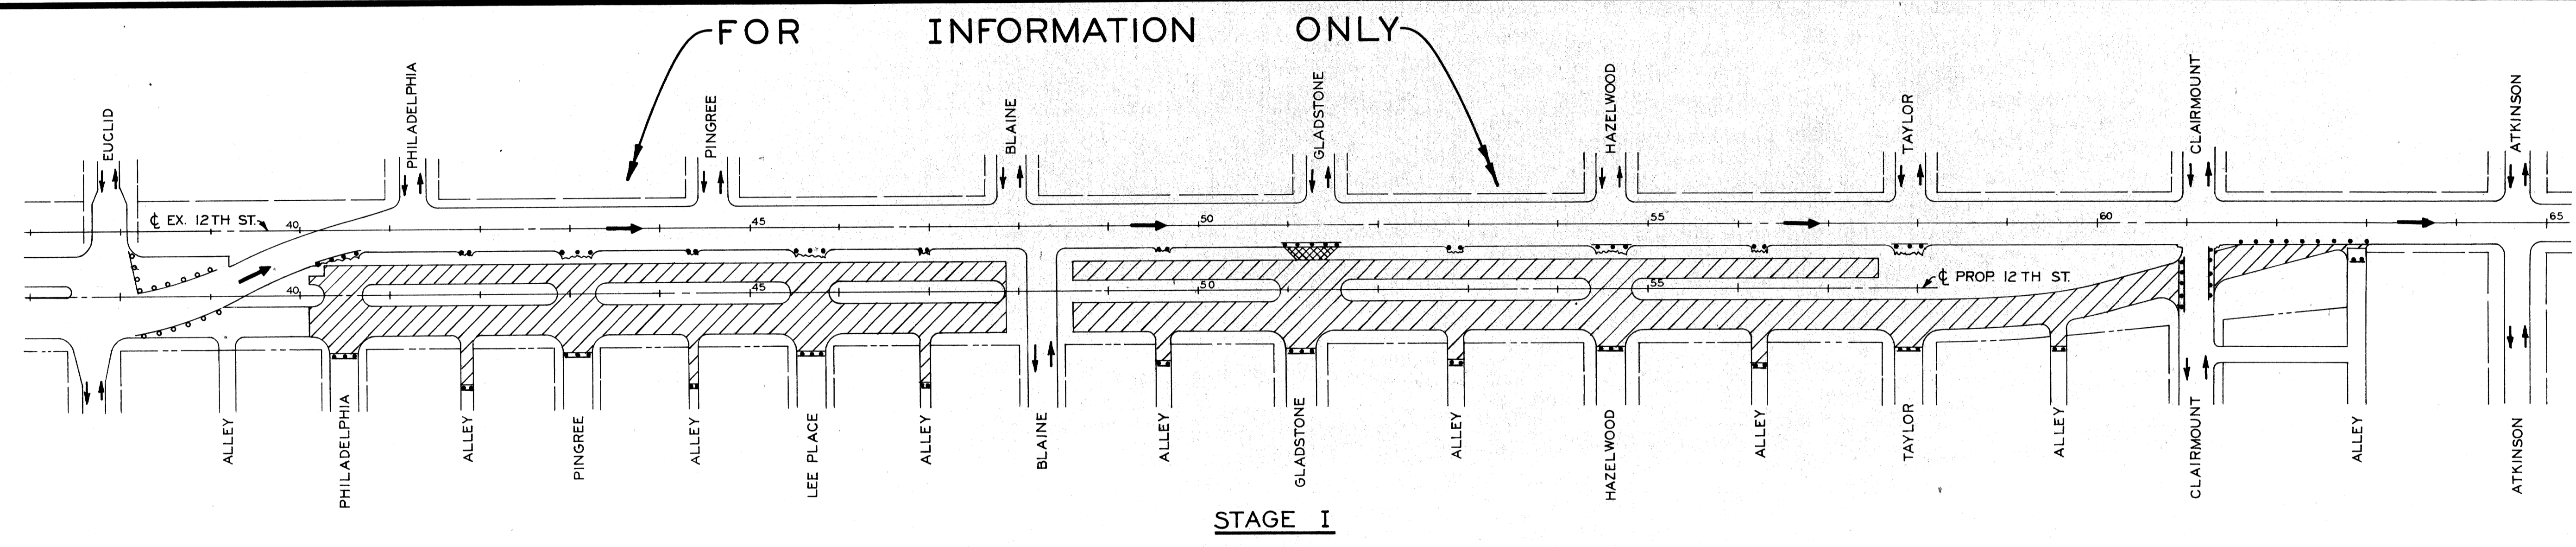 FOR INFORMATION ONLY
EUCLID
PHILADELPHIA
PINGREE
BLAINE
GLADSTONE
HAZELWOOD
TAYLOR
CLAIRMOUNT
ATKINSON
℄ EX. 12TH ST.
40
45
50
55
60
65
40
45
50
55
℄ PROP. 12TH ST.
ALLEY
PHILADELPHIA
ALLEY
PINGREE
ALLEY
LEE PLACE
ALLEY
BLAINE
ALLEY
GLADSTONE
ALLEY
HAZELWOOD
ALLEY
TAYLOR
ALLEY
CLAIRMOUNT
ALLEY
ATKINSON
STAGE I